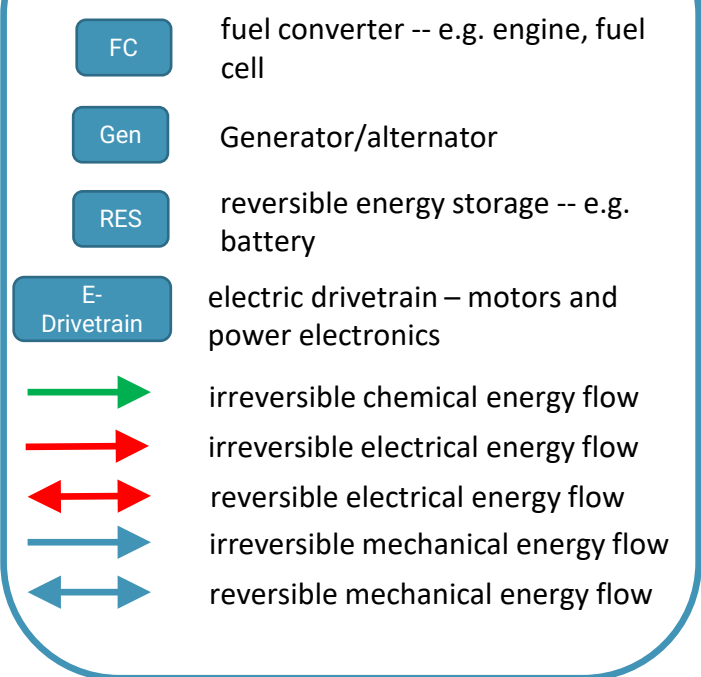 FC
fuel converter -- e.g. engine, fuel
cell
Gen
Generator/alternator
RES
reversible energy storage -- e.g.
battery
E-
Drivetrain
electric drivetrain – motors and
power electronics
irreversible chemical energy flow
irreversible electrical energy flow
reversible electrical energy flow
irreversible mechanical energy flow
reversible mechanical energy flow